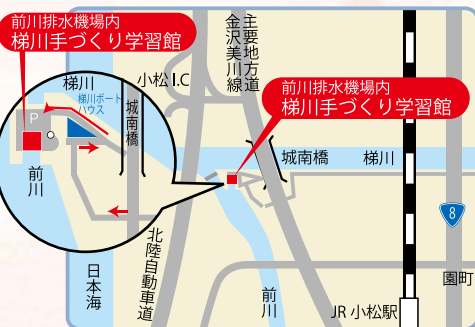 前川排水機場内
梯川手づくり学習館
梯川
小松I.C
梯川ボート
ハウス
城南橋
P
前川
日本海
北陸自動車道
主要地方道
金沢美川線
前川排水機場内
梯川手づくり学習館
城南橋
梯川
8
園町
前川
JR 小松駅